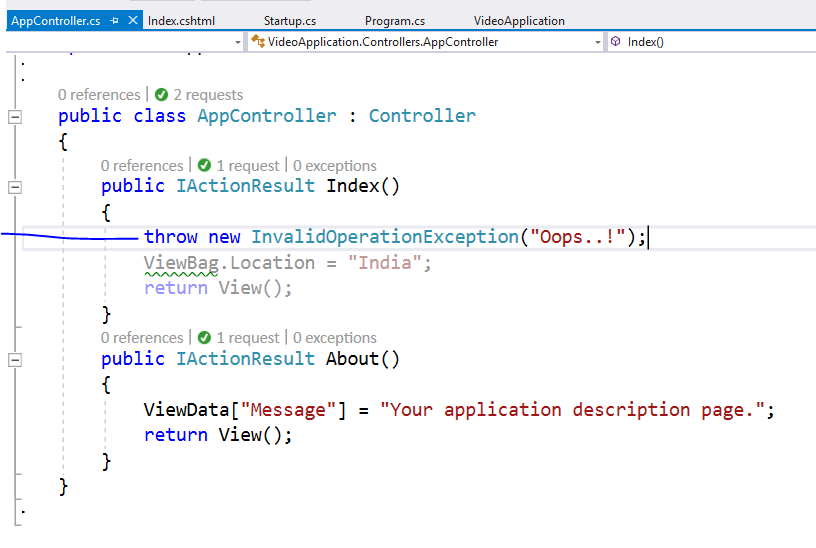 AppController.cs Index.cshtml Startup.cs Program.cs VideoApplication
VideoApplication.Controllers.AppController Index()
0 references | 2 requests
public class AppController : Controller
{
0 references | 1 request | 0 exceptions
public IActionResult Index()
{
throw new InvalidOperationException("Oops..!");
ViewBag.Location = "India";
return View();
}
0 references | 1 request | 0 exceptions
public IActionResult About()
{
ViewData["Message"] = "Your application description page.";
return View();
}
}